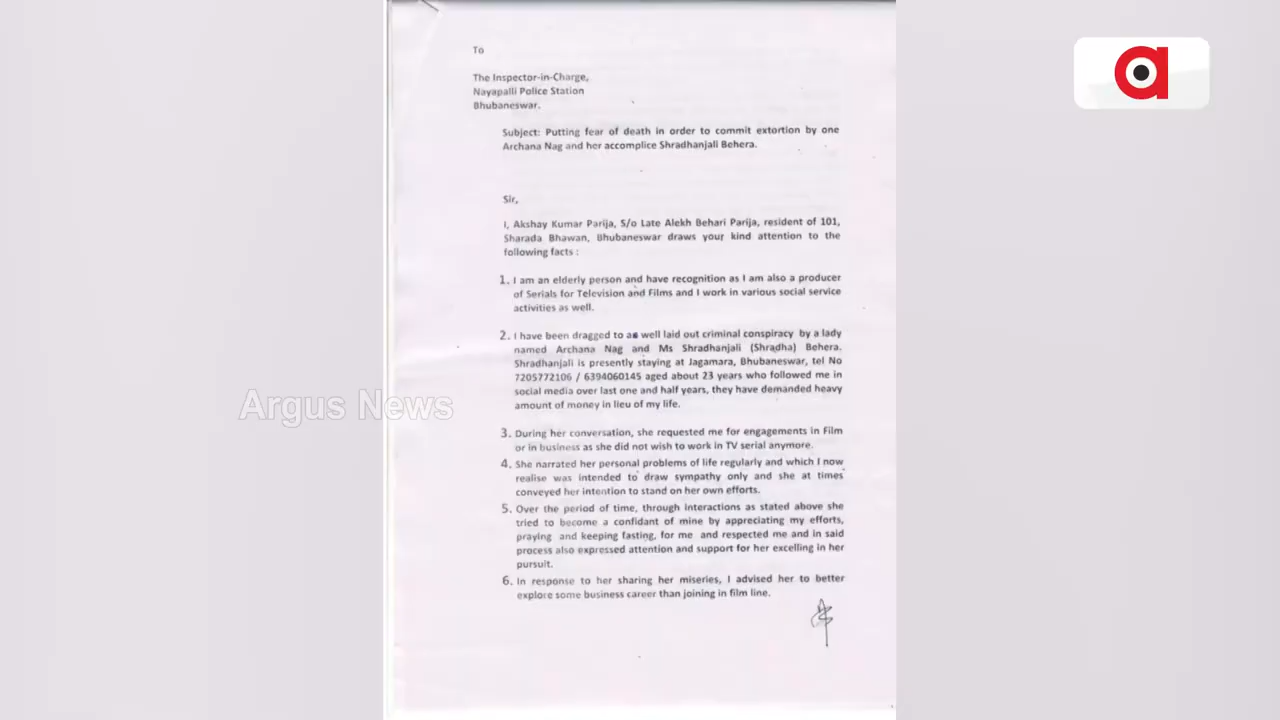 To
The Inspector-in-Charge,
Nayapalli Police Station
Bhubaneswar.
Subject: Putting fear of death in order to commit extortion by one
Archana Nag and her accomplice Shradhanjali Behera.
Sir,
I, Akshay Kumar Parija, S/o Late Alekh Behari Parija, resident of 101,
Sharada Bhawan, Bhubaneswar draws your kind attention to the
following facts :
1. I am an elderly person and have recognition as I am also a producer
of Serials for Television and Films and I work in various social service
activities as well.
2. I have been dragged to as well laid out criminal conspiracy by a lady
named Archana Nag and Ms Shradhanjali (Shradha) Behera.
Shradhanjali is presently staying at Jagamara, Bhubaneswar, tel No
7205772106 / 6394060145 aged about 23 years who followed me in
social media over last one and half years, they have demanded heavy
amount of money in lieu of my life.
Argus News
3. During her conversation, she requested me for engagements in Film
or in business as she did not wish to work in TV serial anymore.
4. She narrated her personal problems of life regularly and which I now
realise was intended to draw sympathy only and she at times
conveyed her intention to stand on her own efforts.
5. Over the period of time, through interactions as stated above she
tried to become a confidant of mine by appreciating my efforts,
praying and keeping fasting, for me and respected me and in said
process also expressed attention and support for her excelling in her
pursuit.
6. In response to her sharing her miseries, I advised her to better
explore some business career than joining in film line.